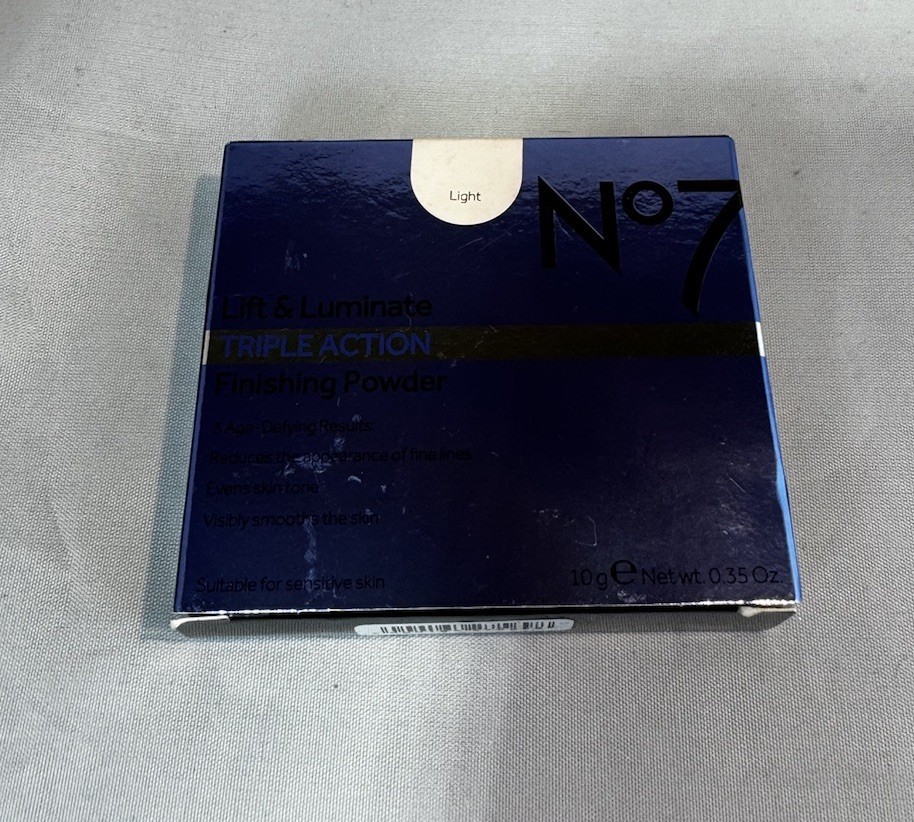 Light
No7
Lift & Luminate
TRIPLE ACTION
Finishing Powder
3 Age-Defying Results:
Reduces the appearance of fine lines
Evens skin tone
Visibly smooths the skin
Suitable for sensitive skin
10 g e Net wt. 0.35 Oz.